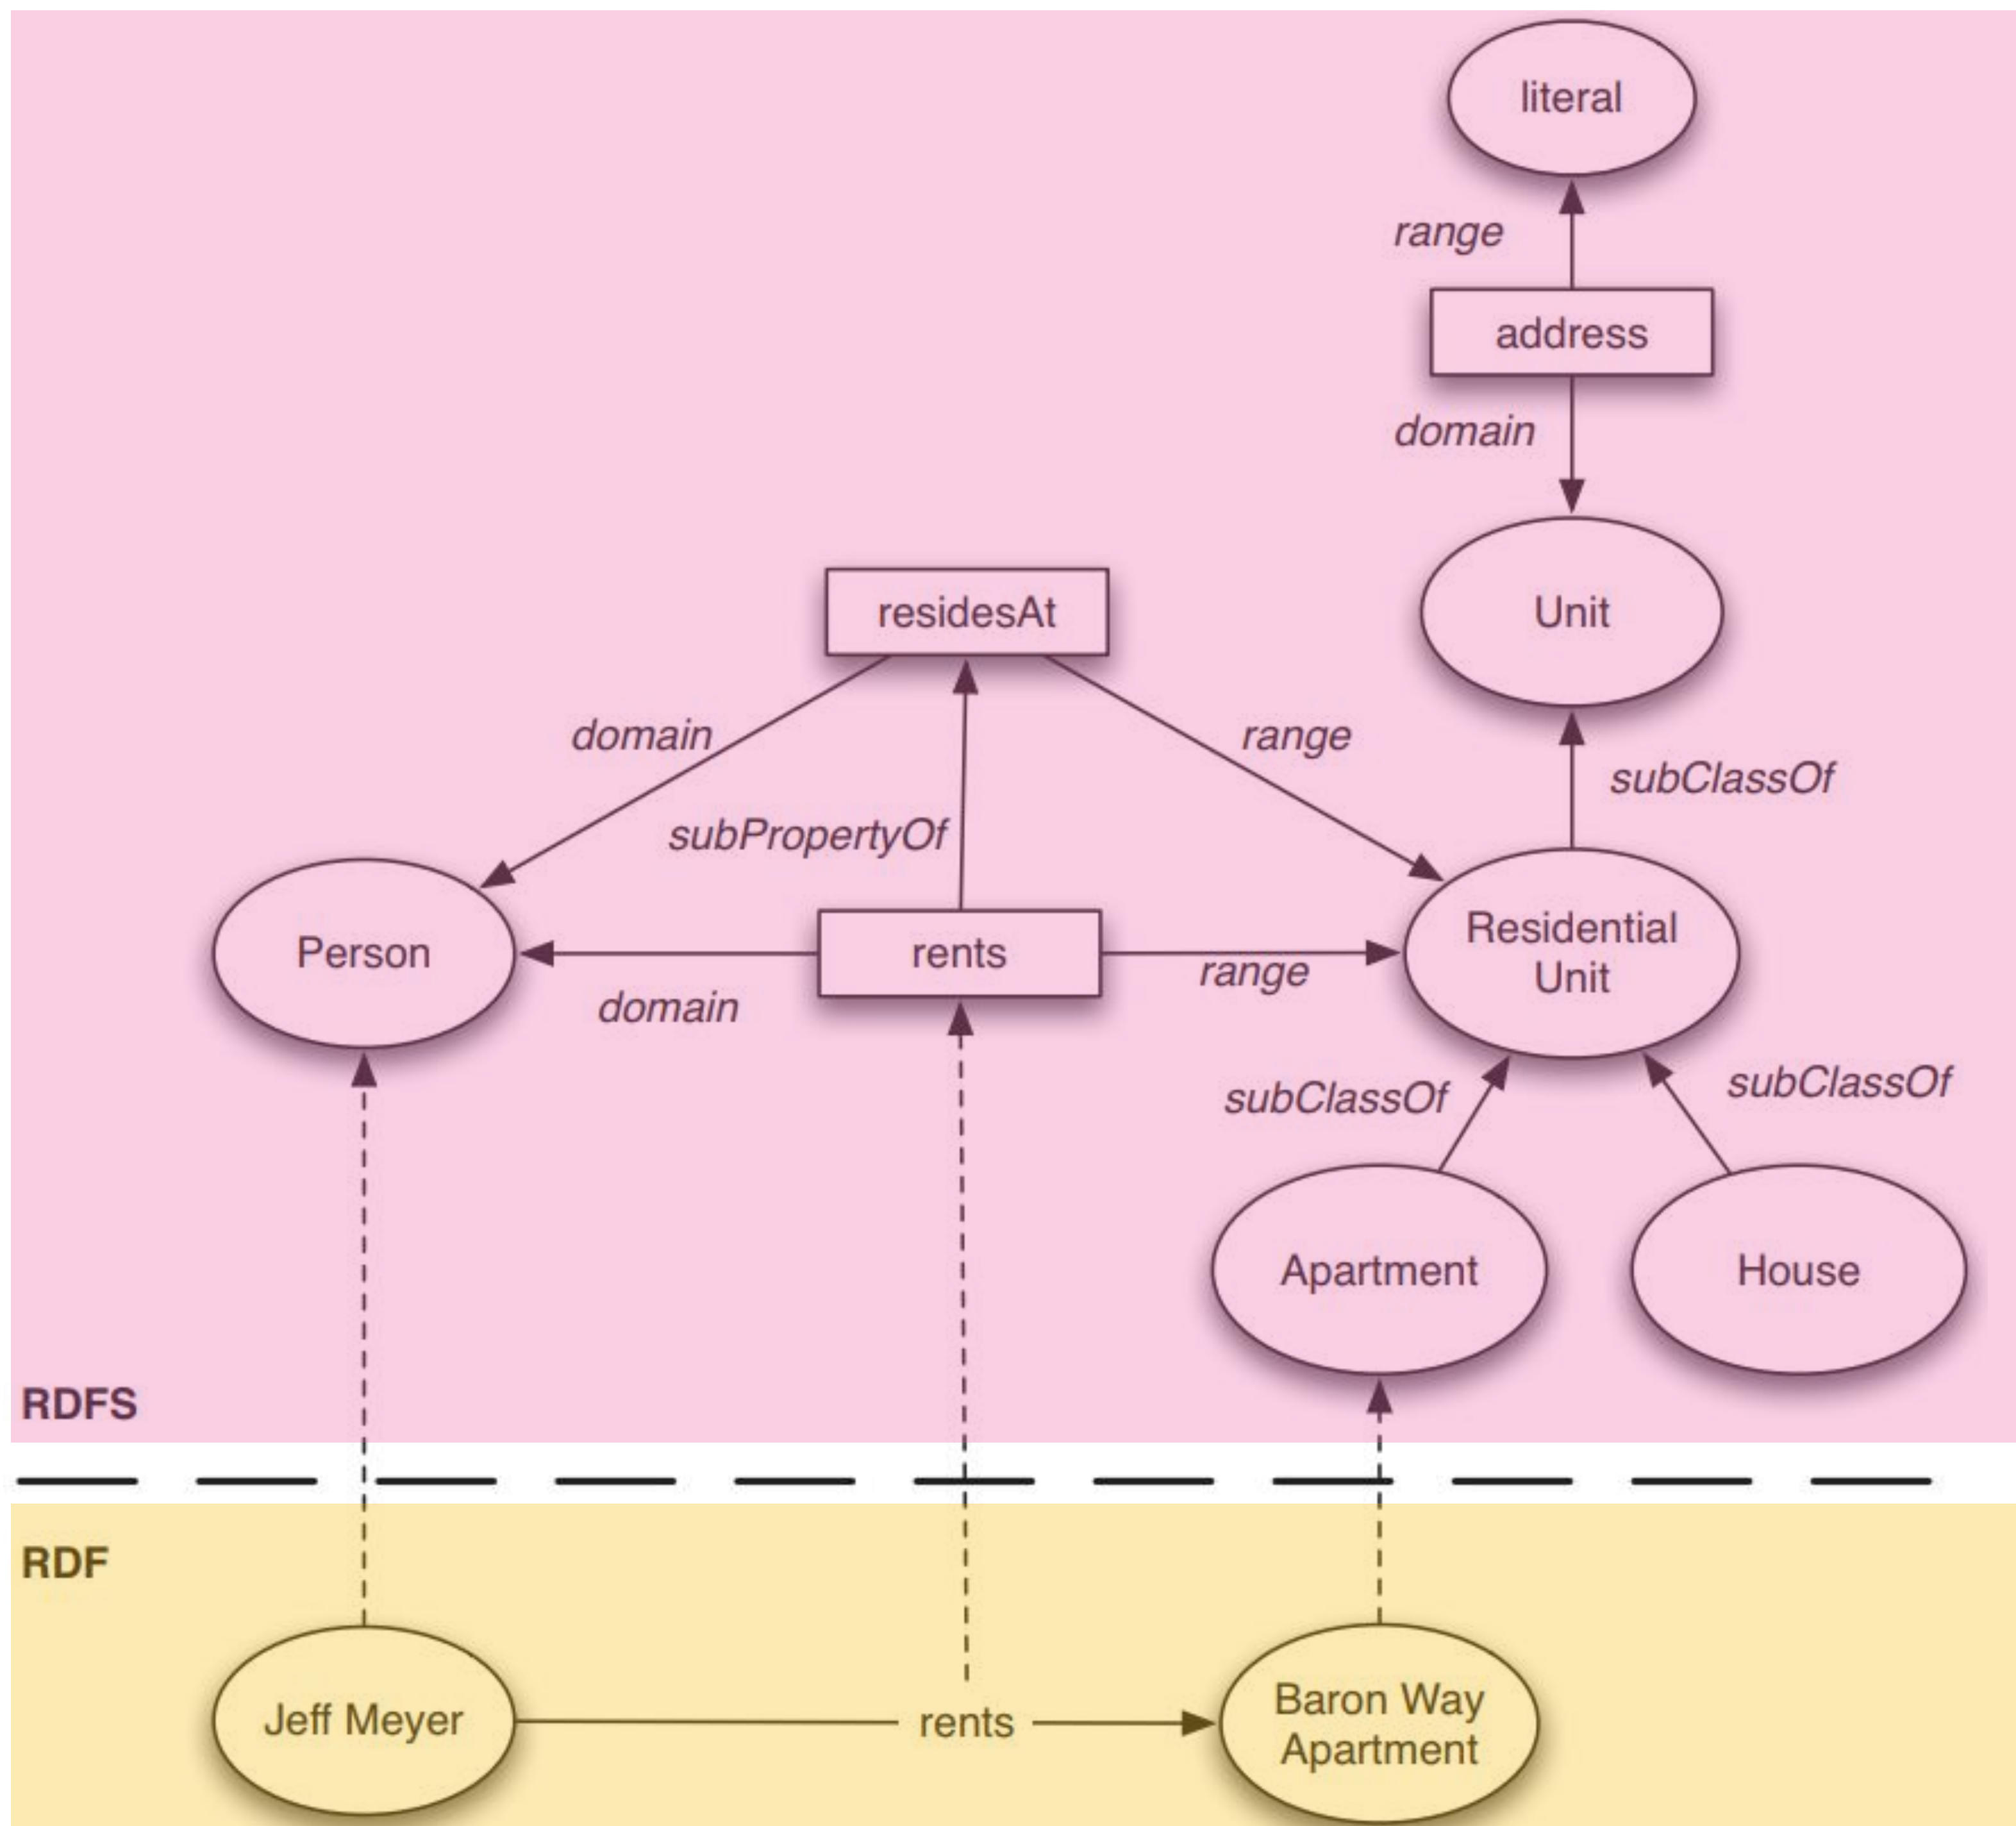 literal
range
address
domain
residesAt
Unit
domain
range
subClassOf
subPropertyOf
Person
rents
Residential
Unit
domain
range
subClassOf
subClassOf
Apartment
House
RDFS
RDF
Jeff Meyer
rents
Baron Way
Apartment